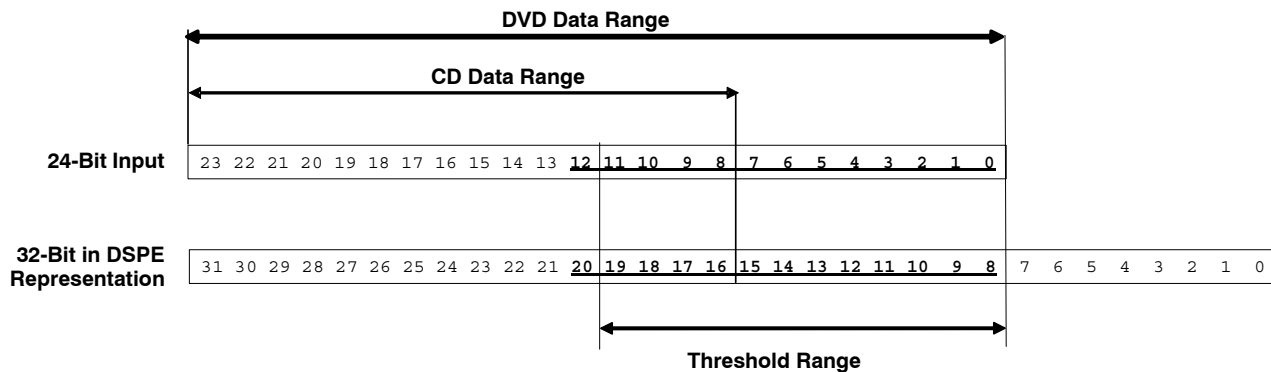 DVD Data Range
CD Data Range
24-Bit Input
23 22 21 20 19 18 17 16 15 14 13 12 11 10 9 8 7 6 5 4 3 2 1 0
32-Bit in DSPE
Representation
31 30 29 28 27 26 25 24 23 22 21 20 19 18 17 16 15 14 13 12 11 10 9 8 7 6 5 4 3 2 1 0
Threshold Range